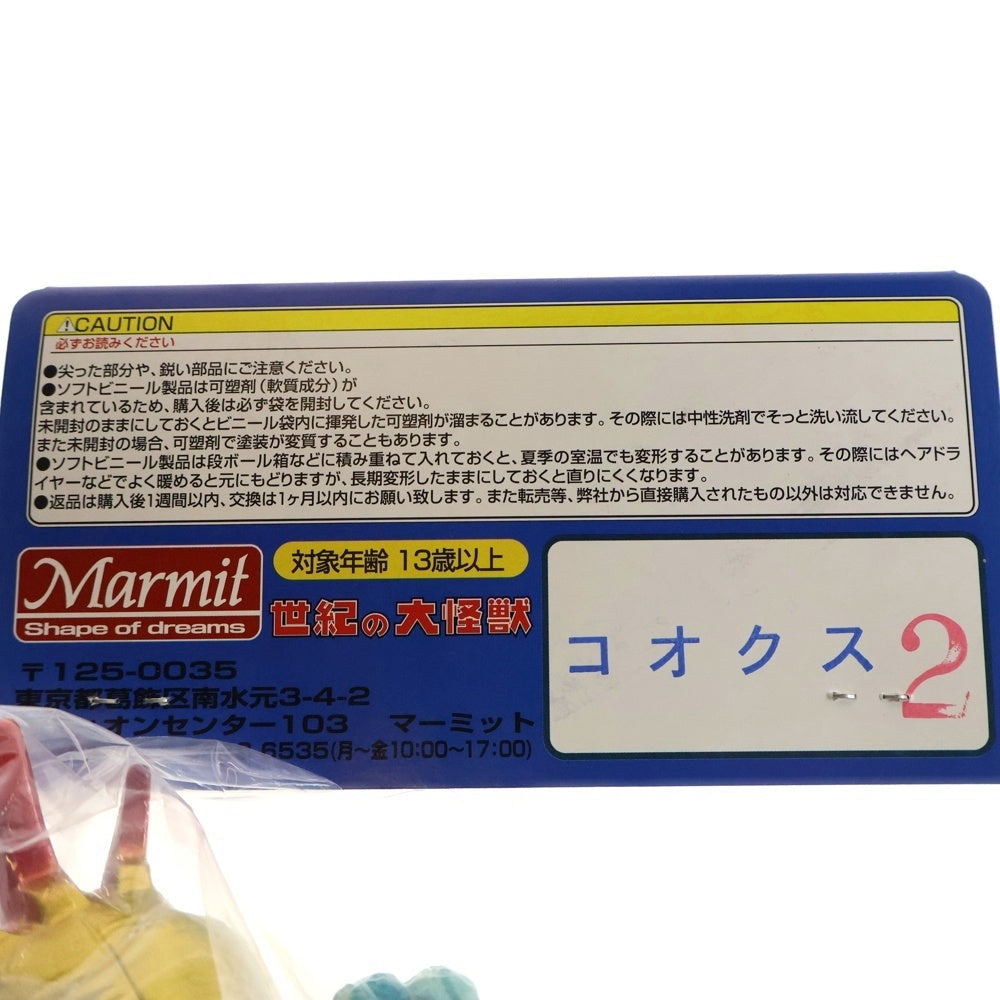 CAUTION
必ずお読みください
●尖った部分や、鋭い部品にご注意ください。
●ソフトビニール製品は可塑剤(軟質成分)が
含まれているため、購入後は必ず袋を開封してください。
未開封のままにしておくとビニール袋内に揮発した可塑剤が溜まることがあります。その際には中性洗剤でそっと洗い流してください。
また未開封の場合、可塑剤で塗装が変質することもあります。
●ソフトビニール製品は段ボール箱などに積み重ねて入れておくと、夏季の室温でも変形することがあります。その際にはヘアドラ
イヤーなどでよく暖めると元にもどりますが、長期変形したままにしておくと直りにくくなります。
●返品は購入後1週間以内、交換は1ヶ月以内にお願い致します。また転売等、弊社から直接購入されたもの以外は対応できません。
Marmit
Shape of dreams
対象年齢 13歳以上
世紀の大怪獣
〒125-0035
東京都葛飾区南水元3-4-2
オンセンター103 マーミット
6535(月～金10:00～17:00)
コオクス2